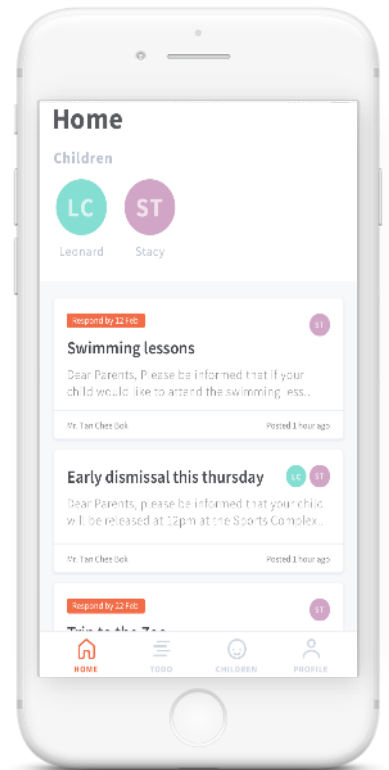 Home
Children
LC ST
Leonard Stacy
Respond by 12 Feb
ST
Swimming lessons
Dear Parents, Please be informed that if your
child would like to attend the swimming less..
Mr. Tan Chee Bok Posted 1 hour ago
Early dismissal this thursday LC ST
Dear Parents, please be informed that your child
will be released at 12pm at the Sports Complex..
Mr. Tan Chee Bok Posted 1 hour ago
Respond by 22 Feb
ST
Trip to the Zoo
HOME TODO CHILDREN PROFILE